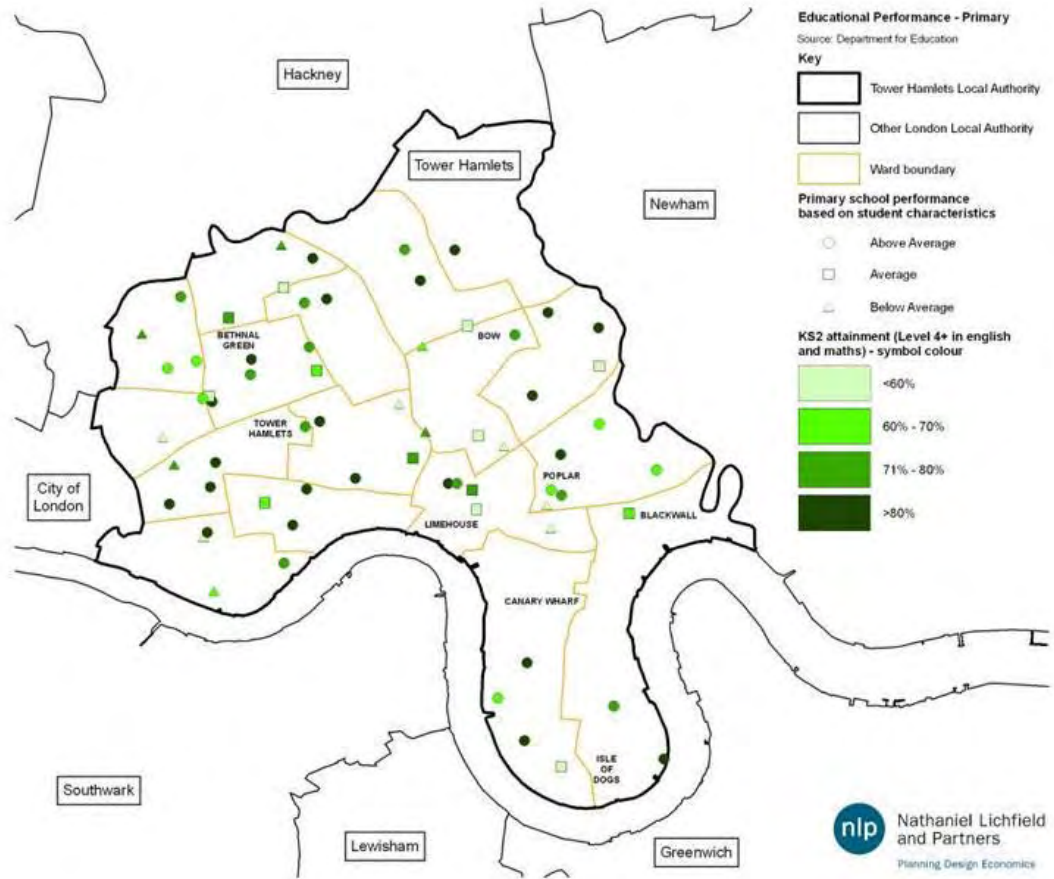 Educational Performance - Primary
Source: Department for Education
Key
Tower Hamlets Local Authority
Other London Local Authority
Ward boundary
Primary school performance
based on student characteristics
Above Average
Average
Below Average
KS2 attainment (Level 4+ in english
and maths) - symbol colour
<60%
60% - 70%
71% - 80%
>80%
Hackney
Tower Hamlets
Newham
BETHNAL
GREEN
BOW
TOWER
HAMLETS
City of
London
POPLAR
LIMEHOUSE
BLACKWALL
CANARY WHARF
ISLE
OF
DOGS
Southwark
Lewisham
Greenwich
nlp
Nathaniel Lichfield
and Partners
Planning Design Economics